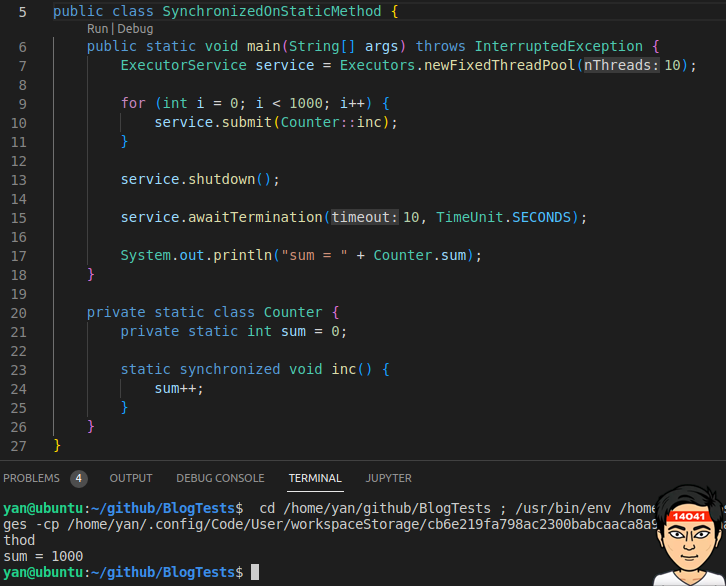 5 public class SynchronizedOnStaticMethod {
Run | Debug
6 public static void main(String[] args) throws InterruptedException {
7 ExecutorService service = Executors.newFixedThreadPool(nThreads: 10);
8
9 for (int i = 0; i < 1000; i++) {
10 service.submit(Counter::inc);
11 }
12
13 service.shutdown();
14
15 service.awaitTermination(timeout: 10, TimeUnit.SECONDS);
16
17 System.out.println("sum = " + Counter.sum);
18 }
19
20 private static class Counter {
21 private static int sum = 0;
22
23 static synchronized void inc() {
24 sum++;
25 }
26 }
27 }
PROBLEMS 4 OUTPUT DEBUG CONSOLE TERMINAL JUPYTER
yan@ubuntu:~/github/BlogTests$ cd /home/yan/github/BlogTests ; /usr/bin/env /home
ges -cp /home/yan/.config/Code/User/workspaceStorage/cb6e219fa798ac2300babcaaca8a9
thod
sum = 1000
yan@ubuntu:~/github/BlogTests$
14041